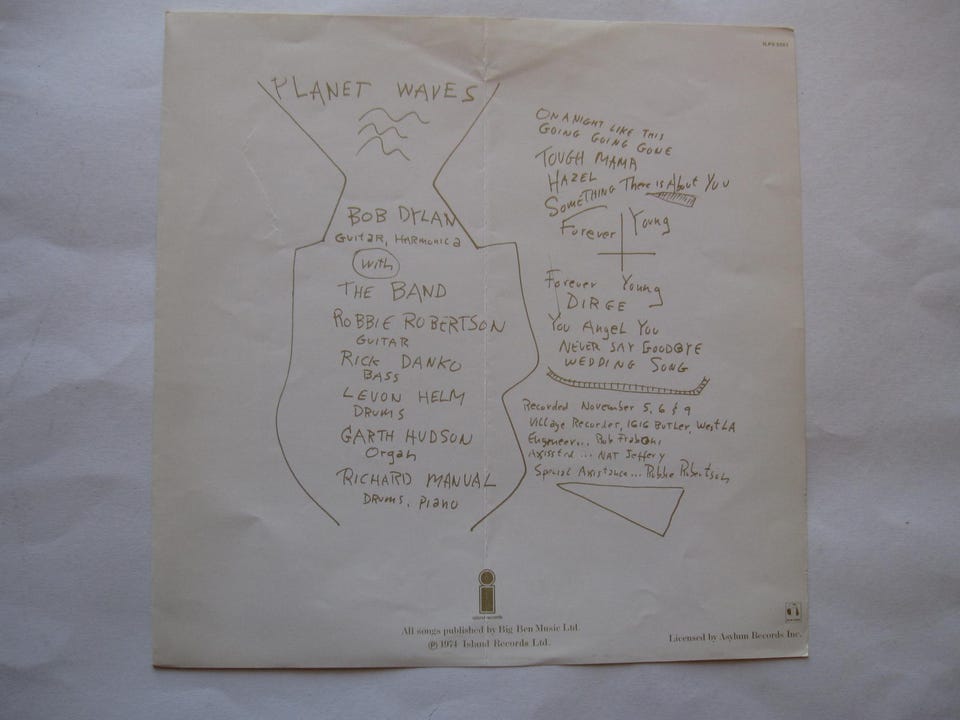 PLANET WAVES
BOB DYLAN
GUITAR, HARMONICA
with
THE BAND
ROBBIE ROBERTSON
GUITAR
RICK DANKO
BASS
LEVON HELM
DRUMS
GARTH HUDSON
Organ
RICHARD MANUAL
DRUMS, PIANO
ON A NIGHT LIKE THIS
GOING GOING GONE
TOUGH MAMA
HAZEL
SOMETHING There is About You
Forever Young
Forever Young
DIRGE
You Angel You
NEVER SAY GOODBYE
WEDDING SONG
Recorded November 5, 6 & 9
Village Recorder, 1616 BUTLER, West LA
Engineer... Rob Fraboni
Assisted... NAT Jeffery
Special Assistance... Robbie Robertson
island records
All songs published by Big Ben Music Ltd.
℗ 1974 Island Records Ltd.
Licensed by Asylum Records Inc.